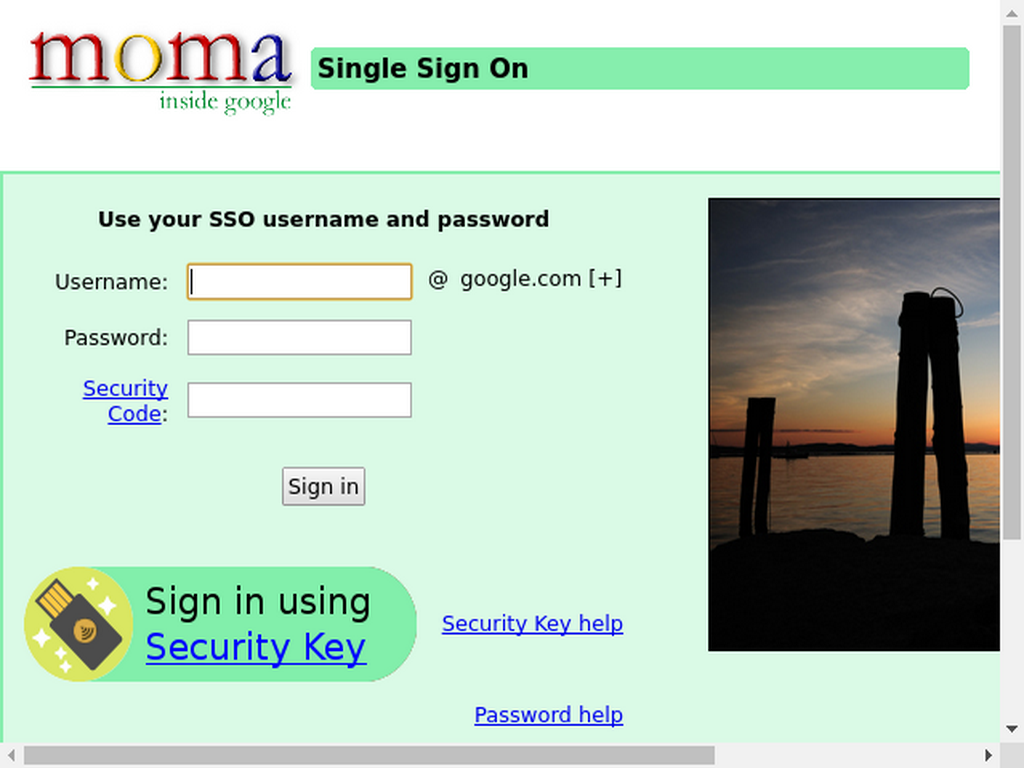 moma
inside google
Single Sign On
Use your SSO username and password
Username:
@ google.com [+]
Password:
Security
Code:
Sign in
Sign in using
Security Key
Security Key help
Password help